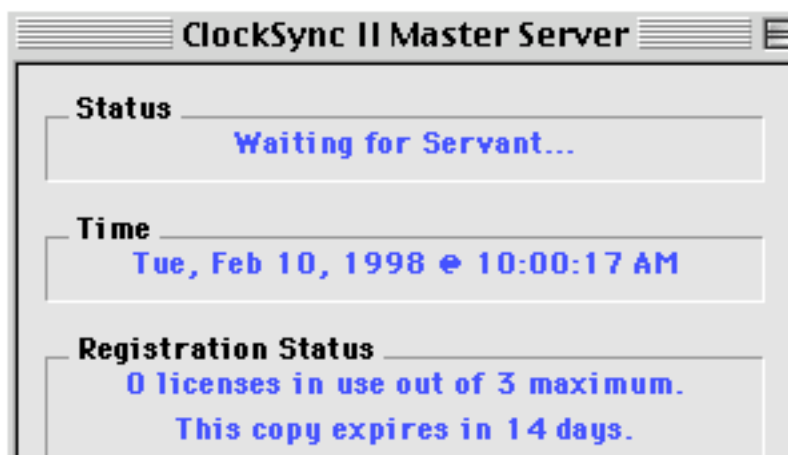 ClockSync II Master Server
Status
Waiting for Servant...
Time
Tue, Feb 10, 1998 @ 10:00:17 AM
Registration Status
0 licenses in use out of 3 maximum.
This copy expires in 14 days.